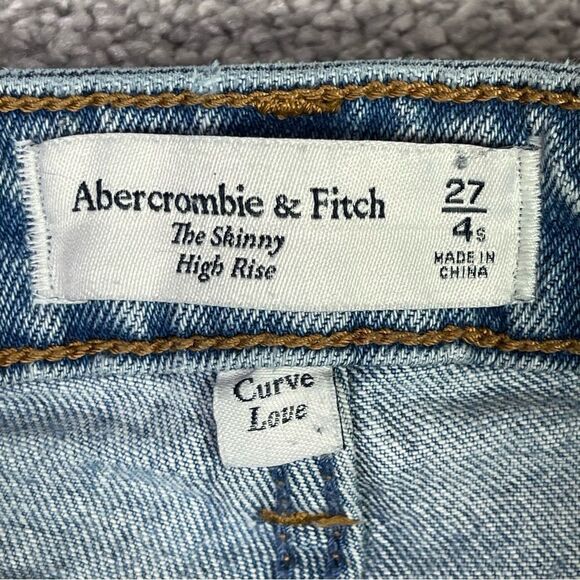 Abercrombie & Fitch
The Skinny
High Rise
27
4s
MADE IN
CHINA
Curve
Love